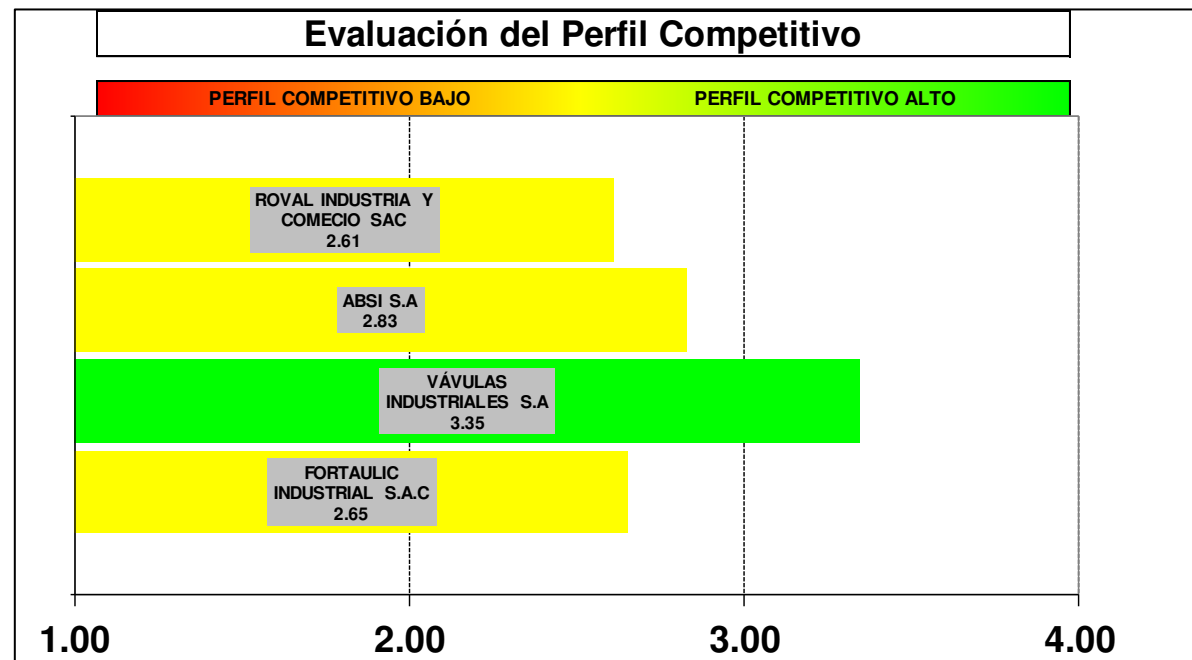 Evaluación del Perfil Competitivo
PERFIL COMPETITIVO BAJO PERFIL COMPETITIVO ALTO
ROVAL INDUSTRIA Y
COMECIO SAC
2.61
ABSI S.A
2.83
VÁVULAS
INDUSTRIALES S.A
3.35
FORTAULIC
INDUSTRIAL S.A.C
2.65
1.00 2.00 3.00 4.00